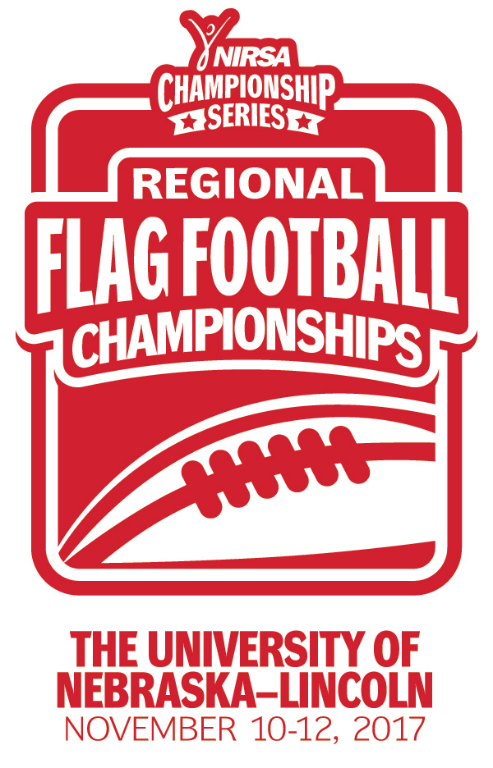 NIRSA
CHAMPIONSHIP
SERIES
REGIONAL
FLAG FOOTBALL
CHAMPIONSHIPS
THE UNIVERSITY OF
NEBRASKA–LINCOLN
NOVEMBER 10-12, 2017